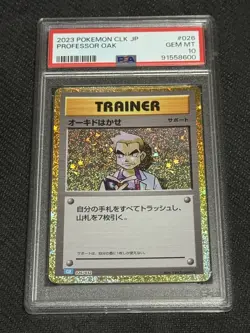 2023 POKEMON CLK JP #026
PROFESSOR OAK GEM MT
10
PSA 91558600
TRAINER
オーキドはかせ サポート
自分の手札をすべてトラッシュし、
山札を7枚引く。